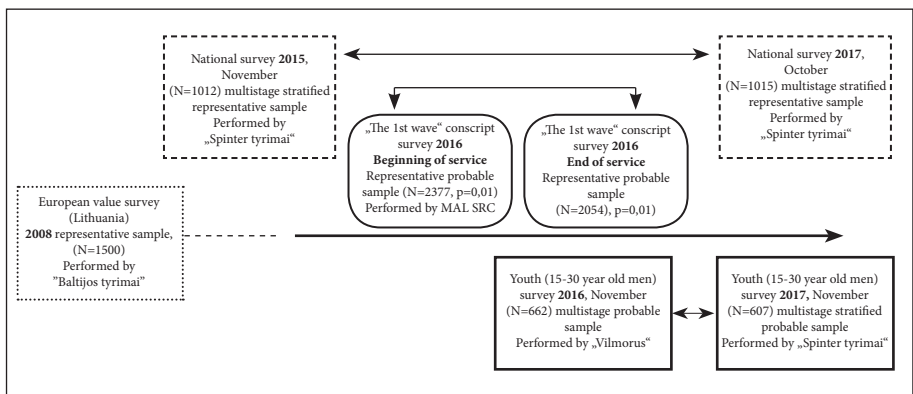 National survey 2015,
November
(N=1012) multistage stratified
representative sample
Performed by
„Spinter tyrimai“
National survey 2017,
October
(N=1015) multistage stratified
representative sample
Performed by
„Spinter tyrimai“
„The 1st wave“ conscript
survey 2016
Beginning of service
Representative probable
sample (N=2377, p=0,01)
Performed by MAL SRC
„The 1st wave“ conscript
survey 2016
End of service
Representative probable
sample
(N=2054), p=0,01)
European value survey
(Lithuania)
2008 representative sample,
(N=1500)
Performed by
”Baltijos tyrimai”
Youth (15-30 year old men)
survey 2016, November
(N=662) multistage probable
sample
Performed by „Vilmorus“
Youth (15-30 year old men)
survey 2017, November
(N=607) multistage stratified
probable sample
Performed by „Spinter tyrimai“